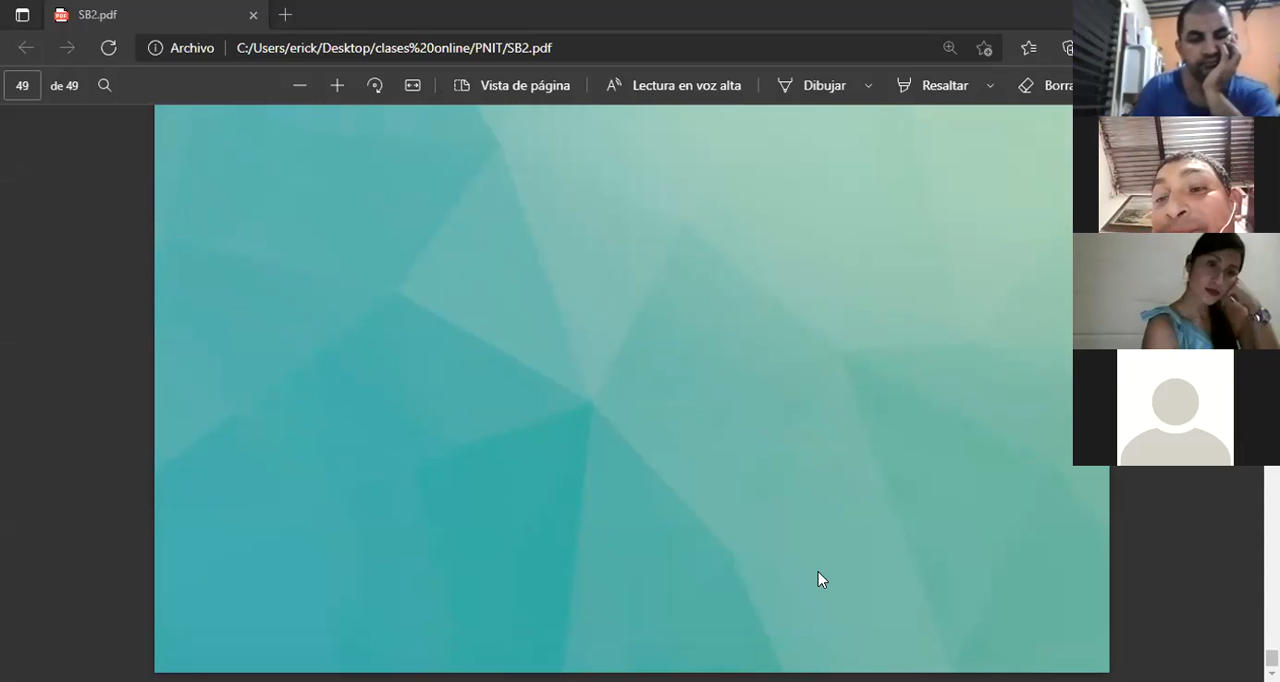 SB2.pdf
Archivo C:/Users/erick/Desktop/clases%20online/PNIT/SB2.pdf
49 de 49 Vista de página Lectura en voz alta Dibujar Resaltar